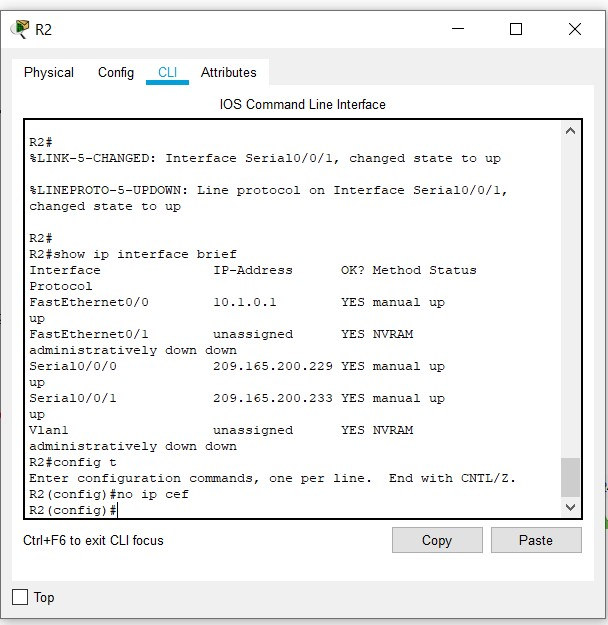 R2
Physical Config CLI Attributes
IOS Command Line Interface
R2#
%LINK-5-CHANGED: Interface Serial0/0/1, changed state to up
%LINEPROTO-5-UPDOWN: Line protocol on Interface Serial0/0/1,
changed state to up
R2#
R2#show ip interface brief
Interface IP-Address OK? Method Status
Protocol
FastEthernet0/0 10.1.0.1 YES manual up
up
FastEthernet0/1 unassigned YES NVRAM
administratively down down
Serial0/0/0 209.165.200.229 YES manual up
up
Serial0/0/1 209.165.200.233 YES manual up
up
Vlan1 unassigned YES NVRAM
administratively down down
R2#config t
Enter configuration commands, one per line. End with CNTL/Z.
R2(config)#no ip cef
R2(config)#
Ctrl+F6 to exit CLI focus
Copy Paste
Top